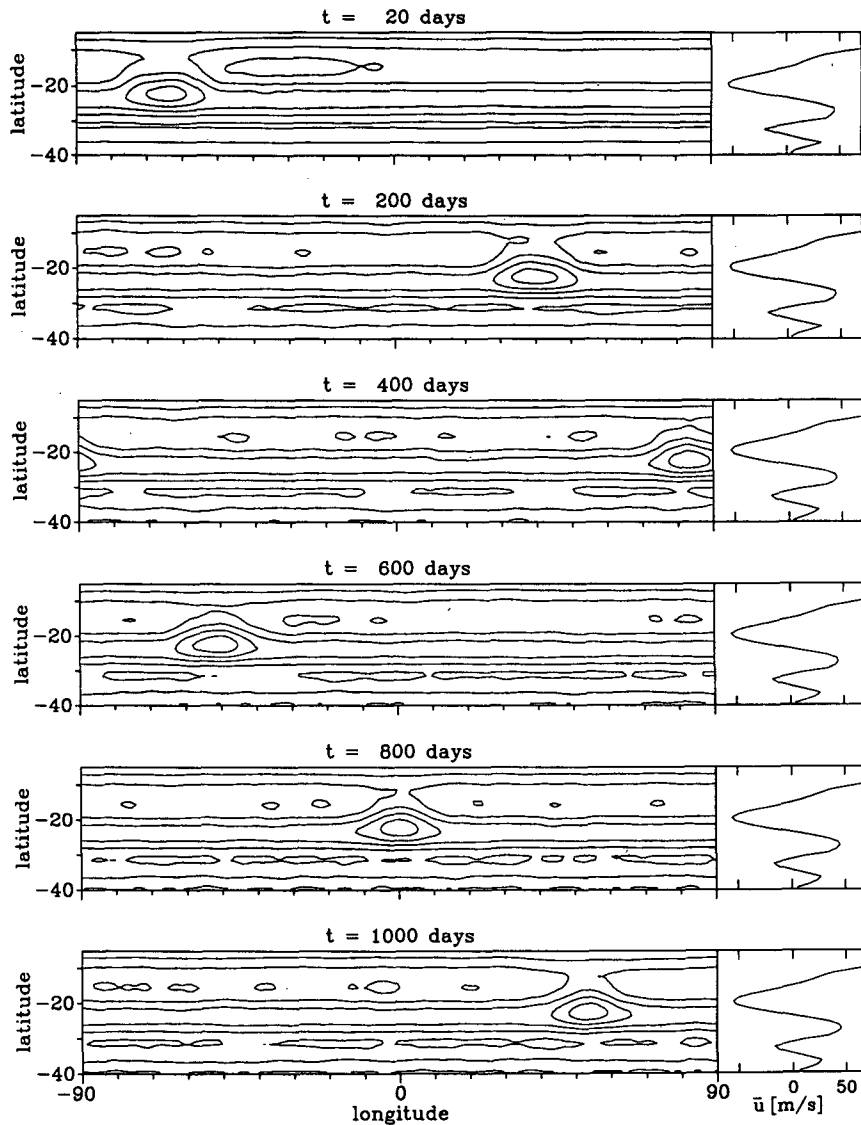 t = 20 days
latitude
-20
-40
t = 200 days
latitude
-20
-40
t = 400 days
latitude
-20
-40
t = 600 days
latitude
-20
-40
t = 800 days
latitude
-20
-40
t = 1000 days
latitude
-20
-40
-90 0 90 0 50
longitude ū [m/s]